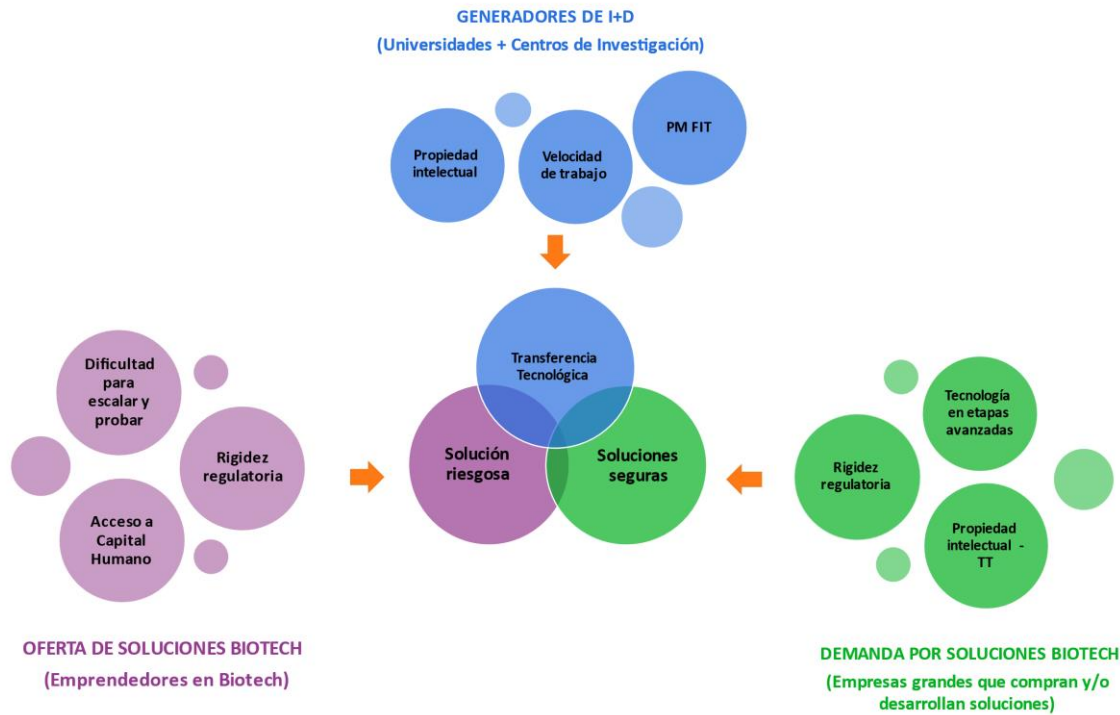 GENERADORES DE I+D
(Universidades + Centros de Investigación)
PM FIT
Propiedad
intelectual
Velocidad
de trabajo
Transferencia
Tecnológica
Solución
riesgosa
Soluciones
seguras
Dificultad
para
escalar y
probar
Rigidez
regulatoria
Acceso a
Capital
Humano
OFERTA DE SOLUCIONES BIOTECH
(Emprendedores en Biotech)
Tecnología
en etapas
avanzadas
Rigidez
regulatoria
Propiedad
intelectual -
TT
DEMANDA POR SOLUCIONES BIOTECH
(Empresas grandes que compran y/o
desarrollan soluciones)